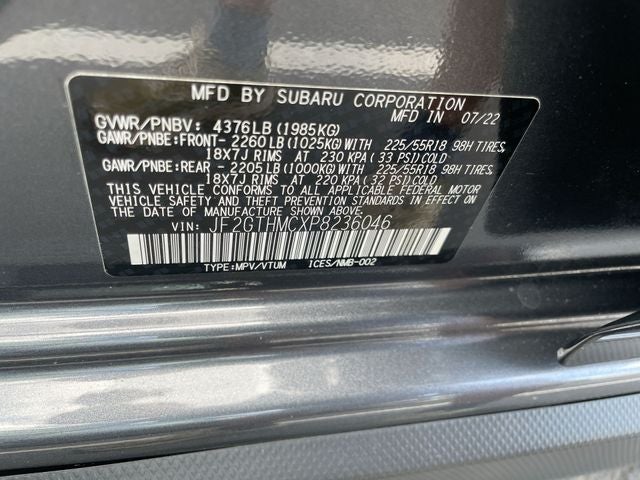 MFD BY SUBARU CORPORATION
MFD IN 07/22
GVWR/PNBV: 4376LB (1985KG)
GAWR/PNBE: FRONT- 2260LB (1025KG) WITH 225/55R18 98H TIRES,
18X7J RIMS AT 230 KPA (33 PSI) COLD
GAWR/PNBE: REAR - 2205LB (1000KG) WITH 225/55R18 98H TIRES,
18X7J RIMS AT 220 KPA (32 PSI) COLD
THIS VEHICLE CONFORMS TO ALL APPLICABLE FEDERAL MOTOR
VEHICLE SAFETY AND THEFT PREVENTION STANDARDS IN EFFECT
ON THE DATE OF MANUFACTURE SHOWN ABOVE.
VIN: JF2GTHMCXP8236046
TYPE: MPV/VTUM ICES/NMB-002